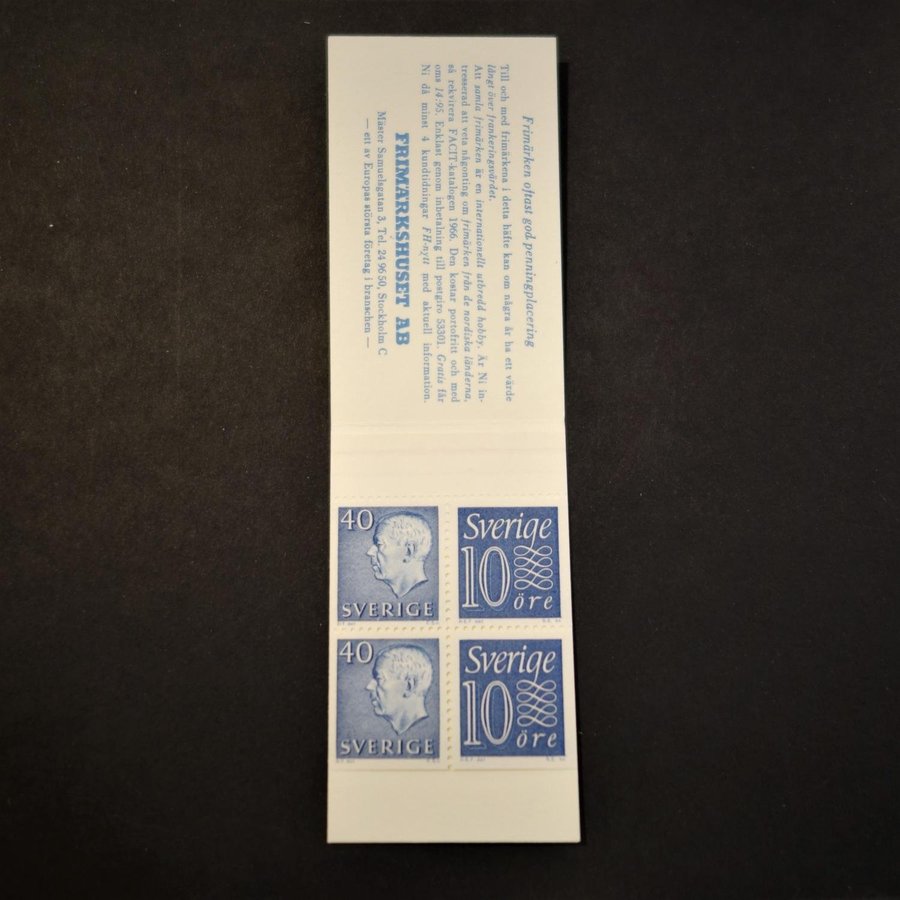 Frimärken oftast god penningplacering
Till och med frimärkena i detta häfte kan om några år ha ett värde
långt över frankeringsvärdet.
Att samla frimärken är en internationellt utbredd hobby. Är Ni in-
tresserad att veta någonting om frimärken från de nordiska länderna,
så rekvirera FACIT-katalogen 1966. Den kostar portofritt och med
oms 14:95. Enklast genom inbetalning till postgiro 53301. Gratis får
Ni då minst 4 kundtidningar FH-nytt med aktuell information.
FRIMÄRKSHUSET AB
Mäster Samuelsgatan 3, Tel. 24 96 50, Stockholm C
— ett av Europas största företag i branschen —
40
SVERIGE
Sverige
10
öre
40
SVERIGE
Sverige
10
öre